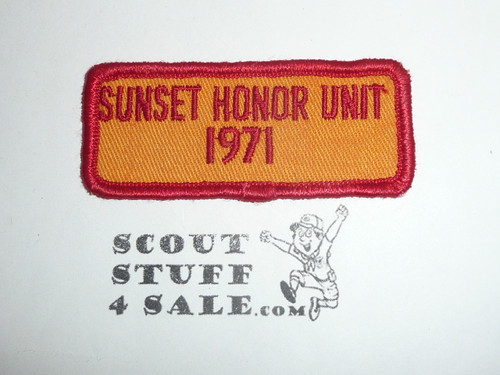 SUNSET HONOR UNIT
1971
SCOUT
STUFF
4 SALE.COM